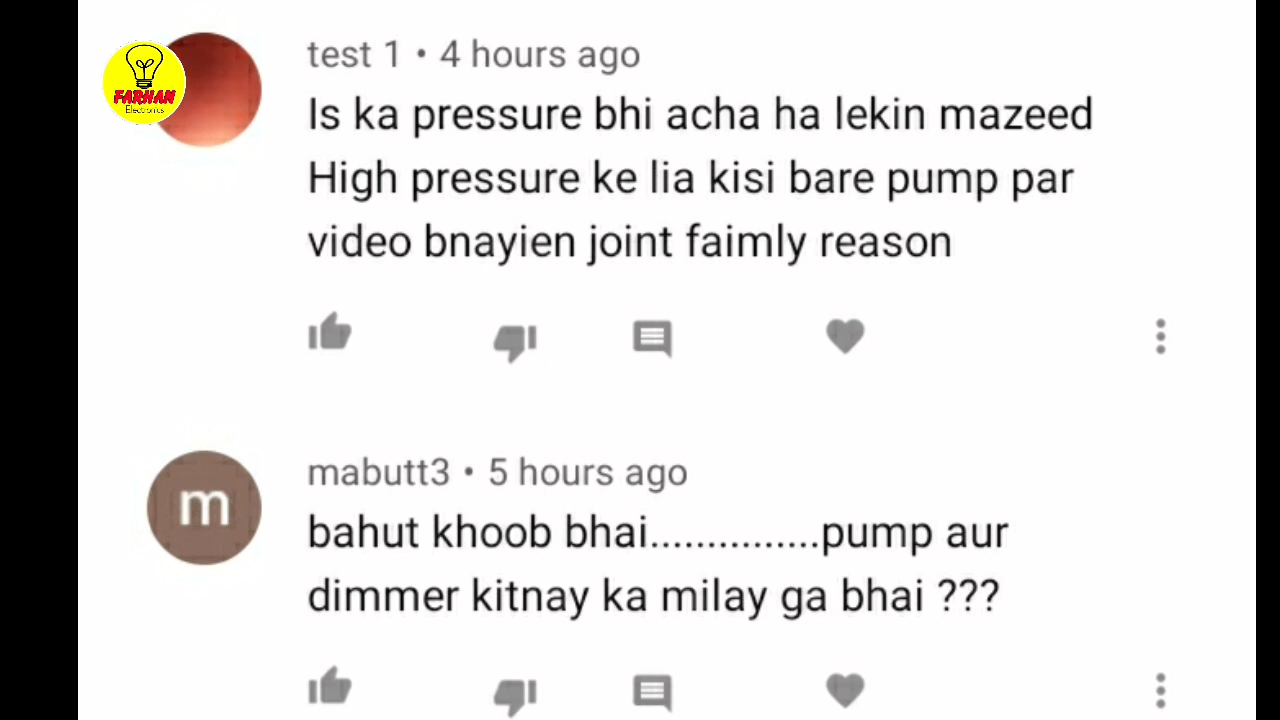 FARHAN
Electronics
test 1 • 4 hours ago
Is ka pressure bhi acha ha lekin mazeed
High pressure ke lia kisi bare pump par
video bnayien joint faimly reason
m
mabutt3 • 5 hours ago
bahut khoob bhai...............pump aur
dimmer kitnay ka milay ga bhai ???